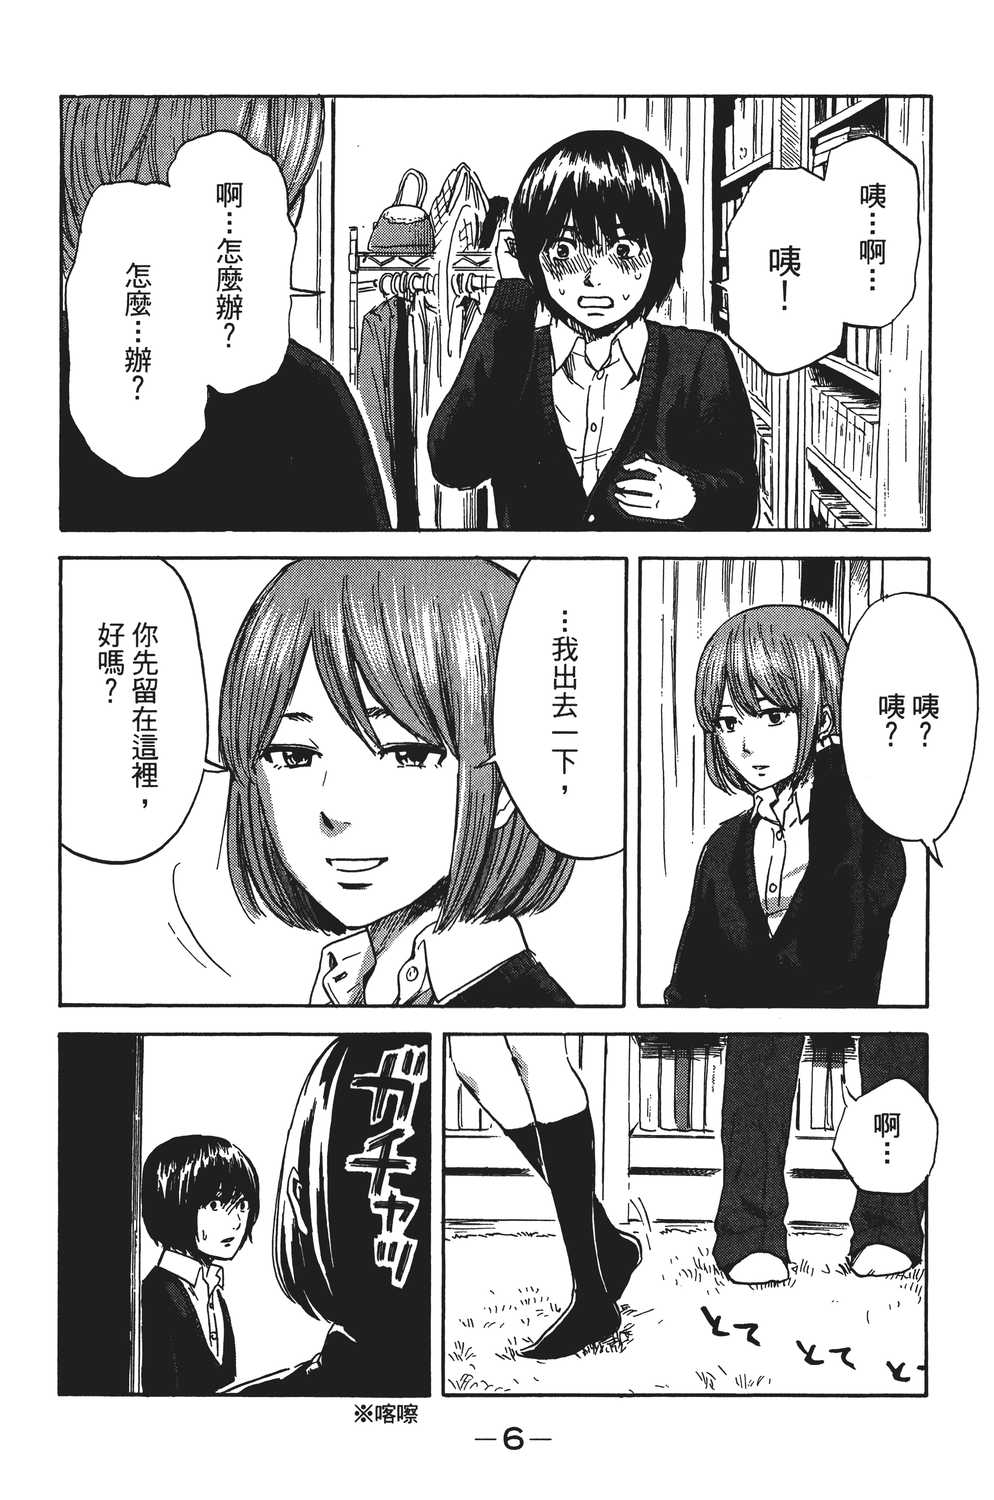 咦…啊…
咦！
啊…怎麼辦？
怎麼…辦？
咦？
咦？
…我出去一下，
你先留在這裡，
好嗎？
啊…
とて
とて
と
ガチャッ
※喀嚓
—6—